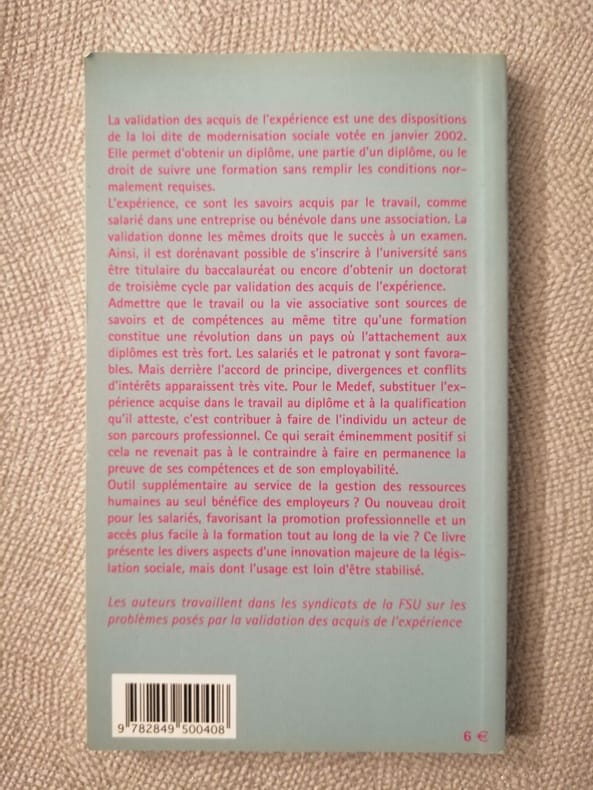 La validation des acquis de l'expérience est une des dispositions
de la loi dite de modernisation sociale votée en janvier 2002.
Elle permet d'obtenir un diplôme, une partie d'un diplôme, ou le
droit de suivre une formation sans remplir les conditions nor-
malement requises.
L'expérience, ce sont les savoirs acquis par le travail, comme
salarié dans une entreprise ou bénévole dans une association. La
validation donne les mêmes droits que le succès à un examen.
Ainsi, il est dorénavant possible de s'inscrire à l'université sans
être titulaire du baccalauréat ou encore d'obtenir un doctorat
de troisième cycle par validation des acquis de l'expérience.
Admettre que le travail ou la vie associative sont sources de
savoirs et de compétences au même titre qu'une formation
constitue une révolution dans un pays où l'attachement aux
diplômes est très fort. Les salariés et le patronat y sont favora-
bles. Mais derrière l'accord de principe, divergences et conflits
d'intérêts apparaissent très vite. Pour le Medef, substituer l'ex-
périence acquise dans le travail au diplôme et à la qualification
qu'il atteste, c'est contribuer à faire de l'individu un acteur de
son parcours professionnel. Ce qui serait éminemment positif si
cela ne revenait pas à le contraindre à faire en permanence la
preuve de ses compétences et de son employabilité.
Outil supplémentaire au service de la gestion des ressources
humaines au seul bénéfice des employeurs ? Ou nouveau droit
pour les salariés, favorisant la promotion professionnelle et un
accès plus facile à la formation tout au long de la vie ? Ce livre
présente les divers aspects d'une innovation majeure de la légis-
lation sociale, mais dont l'usage est loin d'être stabilisé.
Les auteurs travaillent dans les syndicats de la FSU sur les
problèmes posés par la validation des acquis de l'expérience
9 782849 500408
6 €